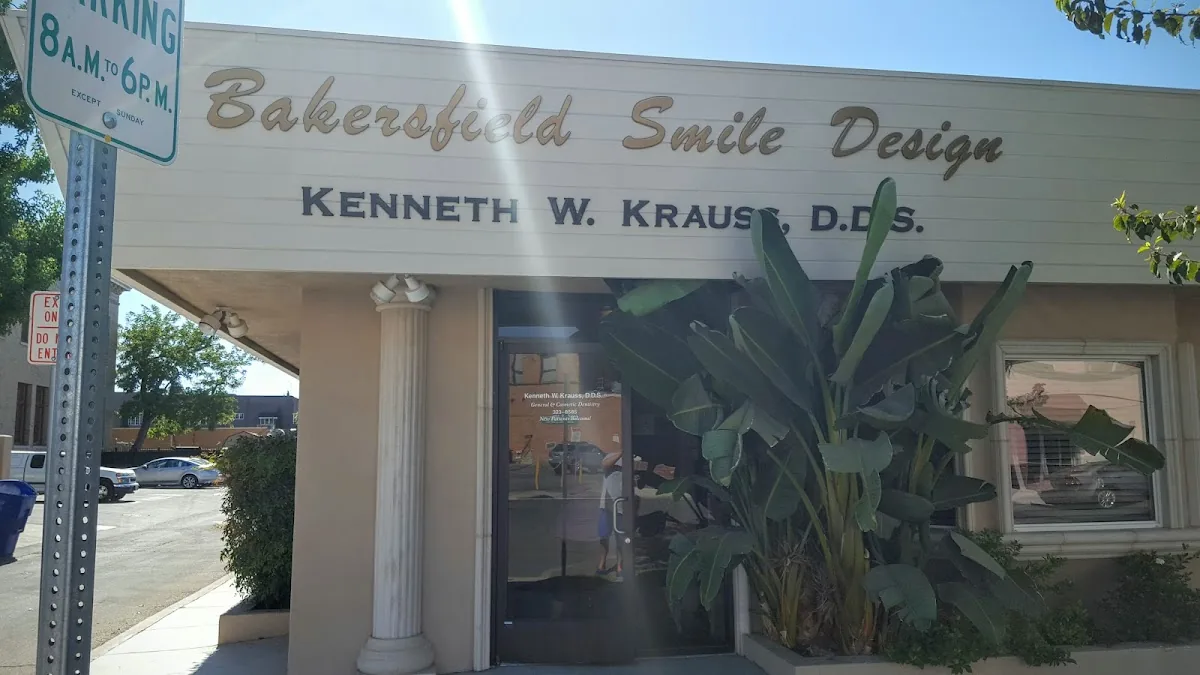 PARKING
8 A.M. TO 6 P.M.
EXCEPT SUNDAY
Bakersfield Smile Design
KENNETH W. KRAUSS, D.D.S.
DO N
Kenneth W. Krauss, D.D.S.
General & Cosmetic Dentistry
New Patients Welcome